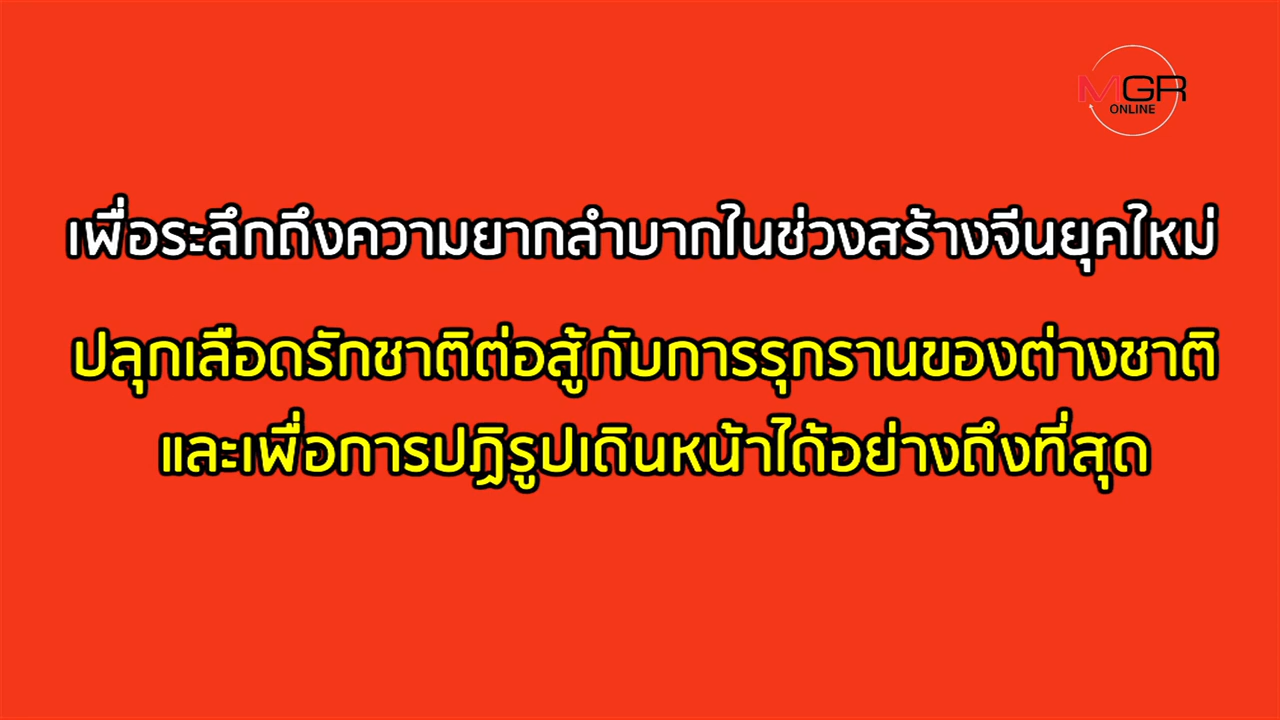 MGR
ONLINE
เพื่อระลึกถึงความยากลำบากในช่วงสร้างจีนยุคใหม่
ปลุกเลือดรักชาติต่อสู้กับการรุกรานของต่างชาติ
และเพื่อการปฏิรูปเดินหน้าได้อย่างถึงที่สุด